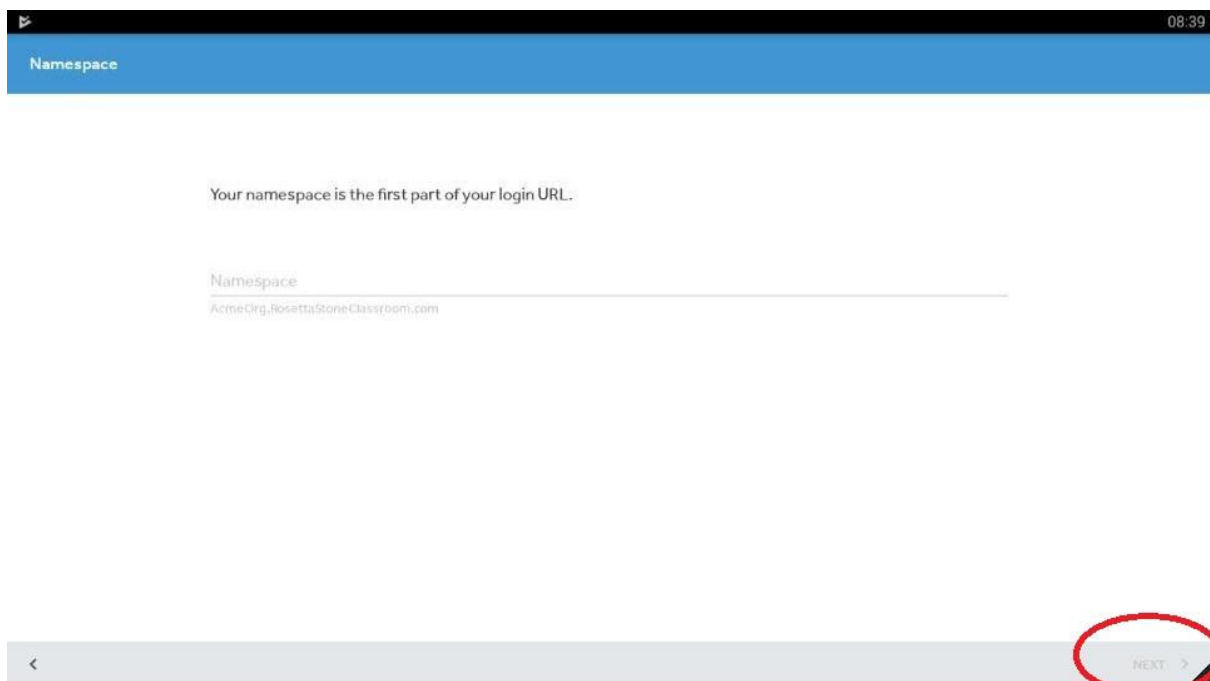 08:39
Namespace
Your namespace is the first part of your login URL.
Namespace
AcmeOrg.RosettaStoneClassroom.com
NEXT